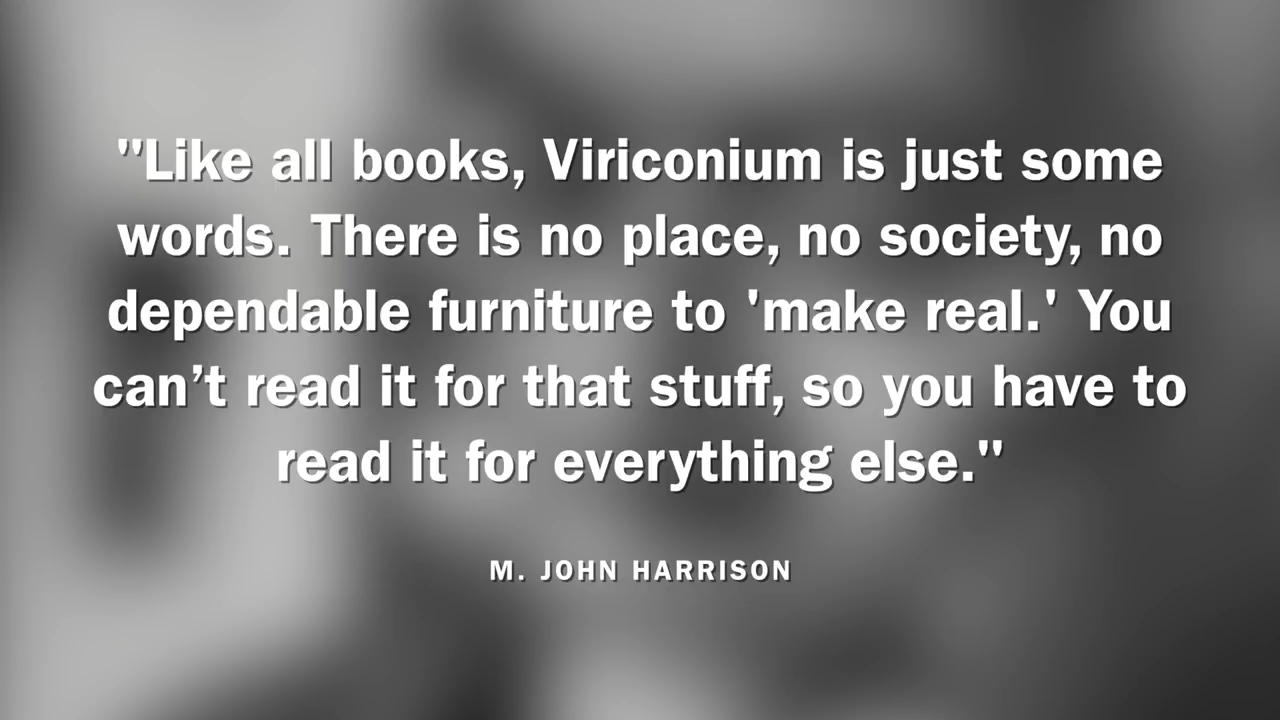 "Like all books, Viriconium is just some
words. There is no place, no society, no
dependable furniture to 'make real.' You
can’t read it for that stuff, so you have to
read it for everything else."
M. JOHN HARRISON